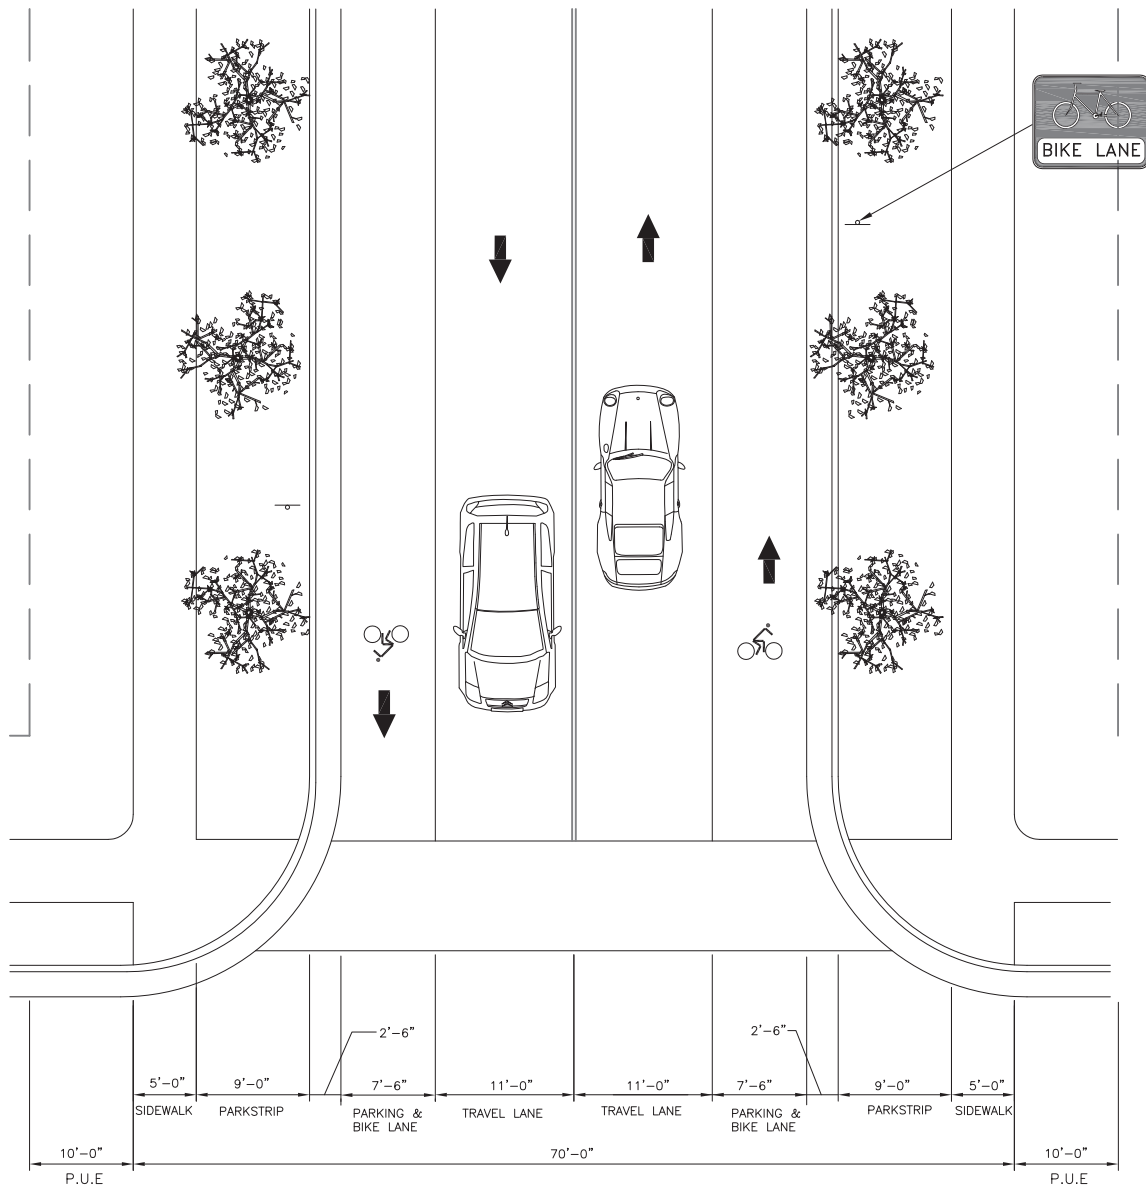 BIKE LANE
2'-6" 2'-6"
5'-0" 9'-0" 7'-6" 11'-0" 11'-0" 7'-6" 9'-0" 5'-0"
SIDEWALK PARKSTRIP PARKING & TRAVEL LANE TRAVEL LANE PARKING & PARKSTRIP SIDEWALK
BIKE LANE BIKE LANE
10'-0" 70'-0" 10'-0"
P.U.E P.U.E